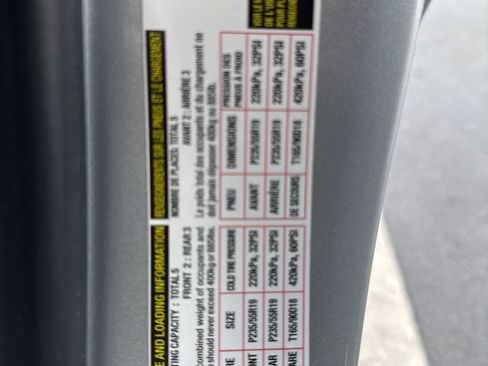 E AND LOADING INFORMATION
TING CAPACITY : TOTAL 5
FRONT 2 : REAR 3
combined weight of occupants and
should never exceed 400kg or 885lbs.
RE SIZE COLD TIRE PRESSURE
NT P235/55R19 220kPa, 32PSI
AR P235/55R19 220kPa, 32PSI
ARE T165/90D18 420kPa, 60PSI
RENSEIGNEMENTS SUR LES PNEUS ET LE CHARGEMENT
NOMBRE DE PLACES: TOTAL 5
AVANT 2 : ARRIÈRE 3
Le poids total des occupants et du chargement ne
doit jamais dépasser 400kg ou 885lb.
PNEU DIMENSIONS PRESSION DES PNEUS À FROID
AVANT P235/55R19 220kPa, 32PSI
ARRIÈRE P235/55R19 220kPa, 32PSI
DE SECOURS T165/90D18 420kPa, 60PSI